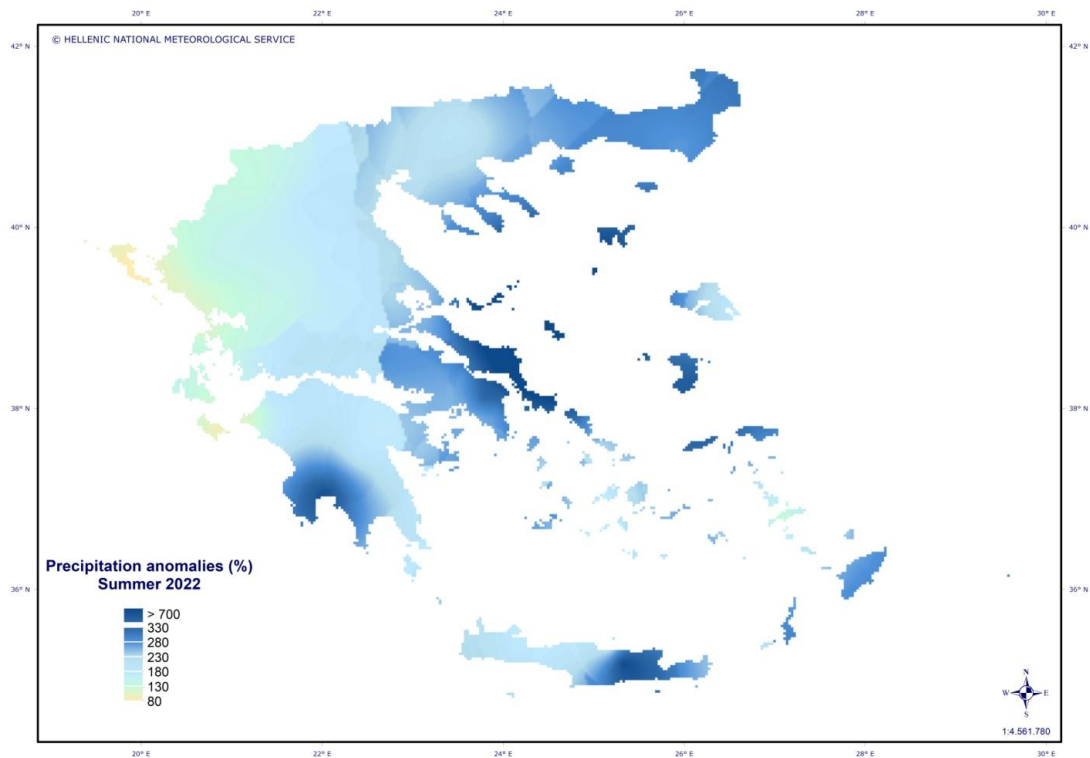 20° E 22° E 24° E 26° E 28° E 30° E
© HELLENIC NATIONAL METEOROLOGICAL SERVICE
42° N 42° N
40° N 40° N
38° N 38° N
36° N 36° N
Precipitation anomalies (%)
Summer 2022
> 700
330
280
230
180
130
80
N
W E
S
1:4.561.780
20° E 22° E 24° E 26° E 28° E 30° E